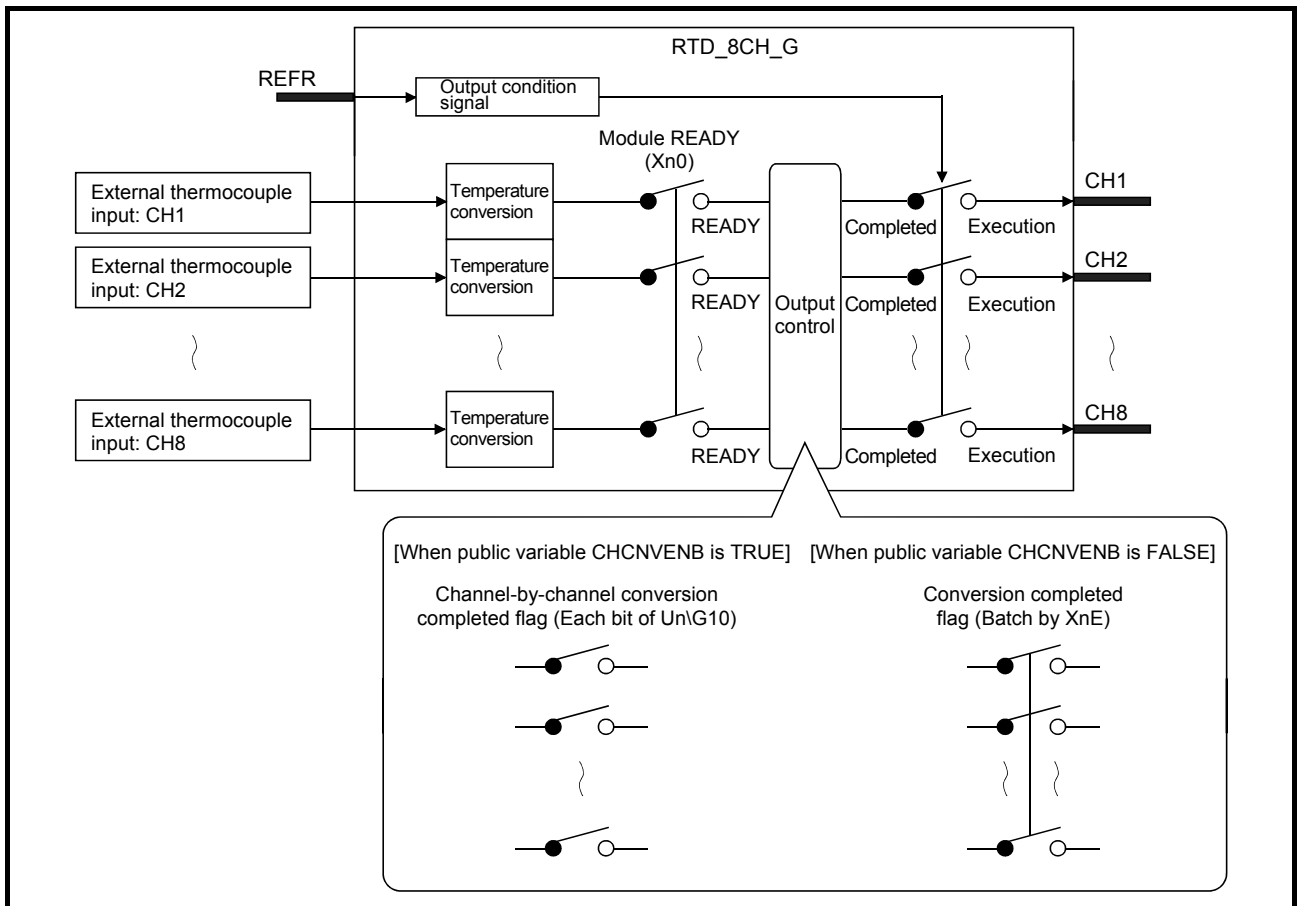 RTD_8CH_G
REFR
Output condition
signal
Module READY
(Xn0)
External thermocouple
input: CH1
Temperature
conversion
READY
Completed
Execution
CH1
External thermocouple
input: CH2
Temperature
conversion
READY
Output
control
Completed
Execution
CH2
External thermocouple
input: CH8
Temperature
conversion
READY
Completed
Execution
CH8
[When public variable CHCNVENB is TRUE]
Channel-by-channel conversion
completed flag (Each bit of Un\G10)
[When public variable CHCNVENB is FALSE]
Conversion completed
flag (Batch by XnE)